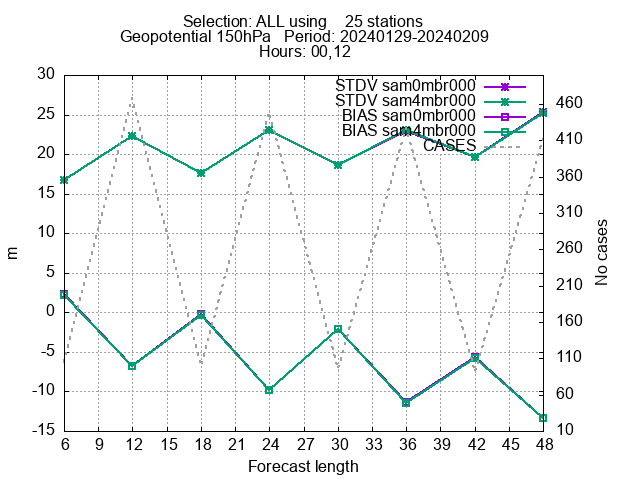 Selection: ALL using    25 stations
Geopotential 150hPa   Period: 20240129-20240209
Hours: 00,12
STDV sam0mbr000
STDV sam4mbr000
BIAS sam0mbr000
BIAS sam4mbr000
CASES
30
25
20
15
10
5
0
-5
-10
-15
m
460
410
360
310
260
210
160
110
60
10
No cases
6 9 12 15 18 21 24 27 30 33 36 39 42 45 48
Forecast length